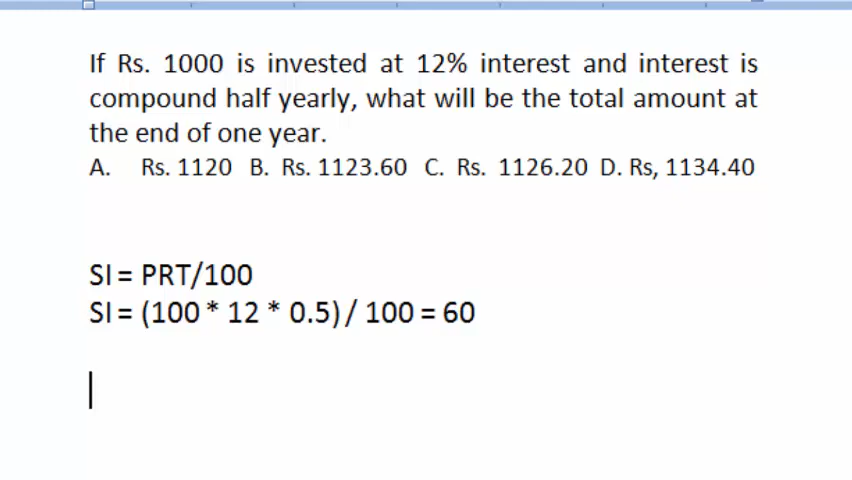 If Rs. 1000 is invested at 12% interest and interest is
compound half yearly, what will be the total amount at
the end of one year.
A. Rs. 1120 B. Rs. 1123.60 C. Rs. 1126.20 D. Rs, 1134.40
SI = PRT/100
SI = (100 * 12 * 0.5) / 100 = 60